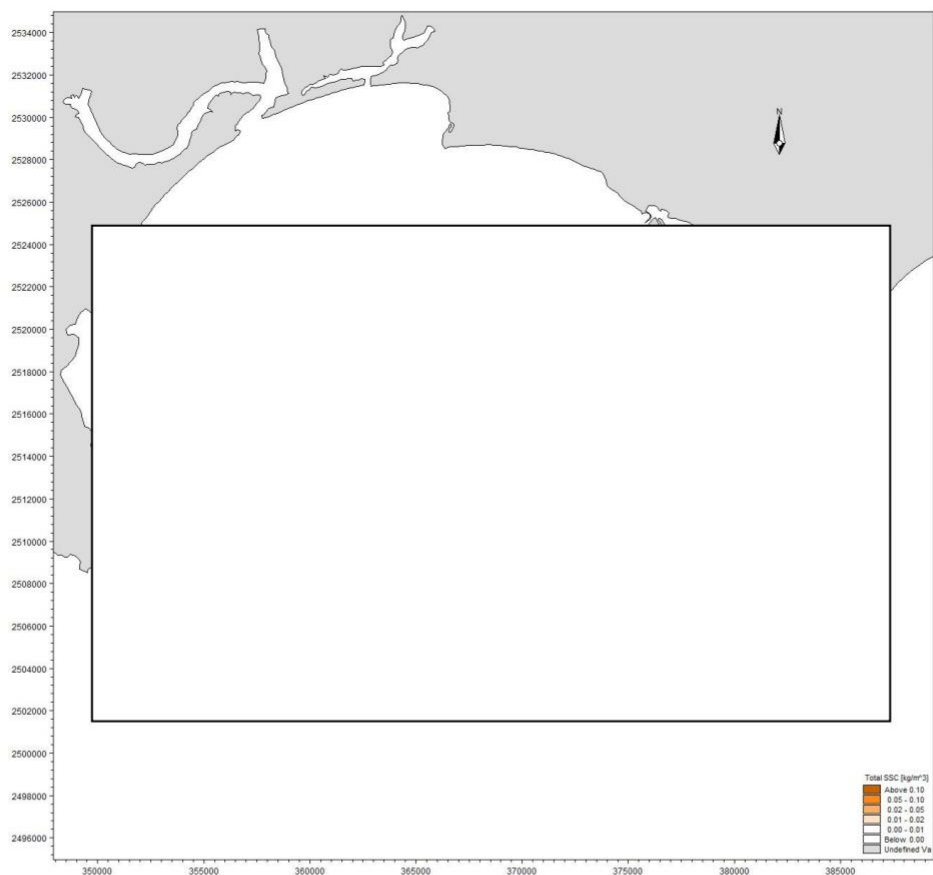 2534000
2532000
2530000
2528000
2526000
2524000
2522000
2520000
2518000
2516000
2514000
2512000
2510000
2508000
2506000
2504000
2502000
2500000
2498000
2496000
N
Total SSC [kg/m^3]
Above 0.10
0.05 - 0.10
0.02 - 0.05
0.01 - 0.02
0.00 - 0.01
Below 0.00
Undefined Va
350000 355000 360000 365000 370000 375000 380000 385000